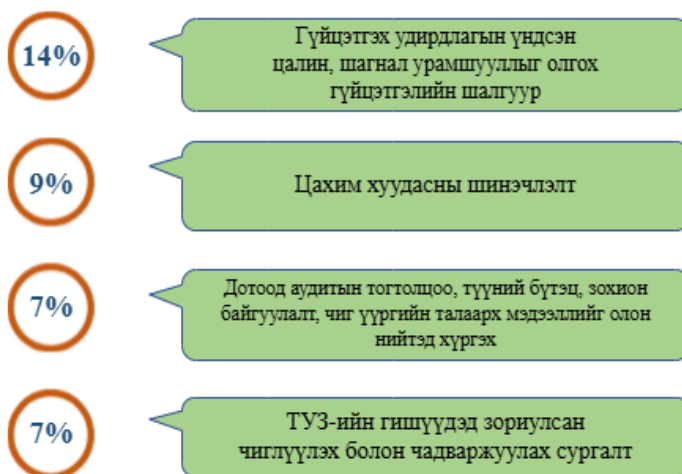 14%
Гүйцэтгэх удирдлагын үндсэн
цалин, шагнал урамшууллыг олгох
гүйцэтгэлийн шалгуур
9%
Цахим хуудасны шинэчлэлт
7%
Дотоод аудитын тогтолцоо, түүний бүтэц, зохион
байгуулалт, чиг үүргийн талаарх мэдээллийг олон
нийтэд хүргэх
7%
ТУЗ-ийн гишүүдэд зориулсан
чиглүүлэх болон чадваржуулах сургалт